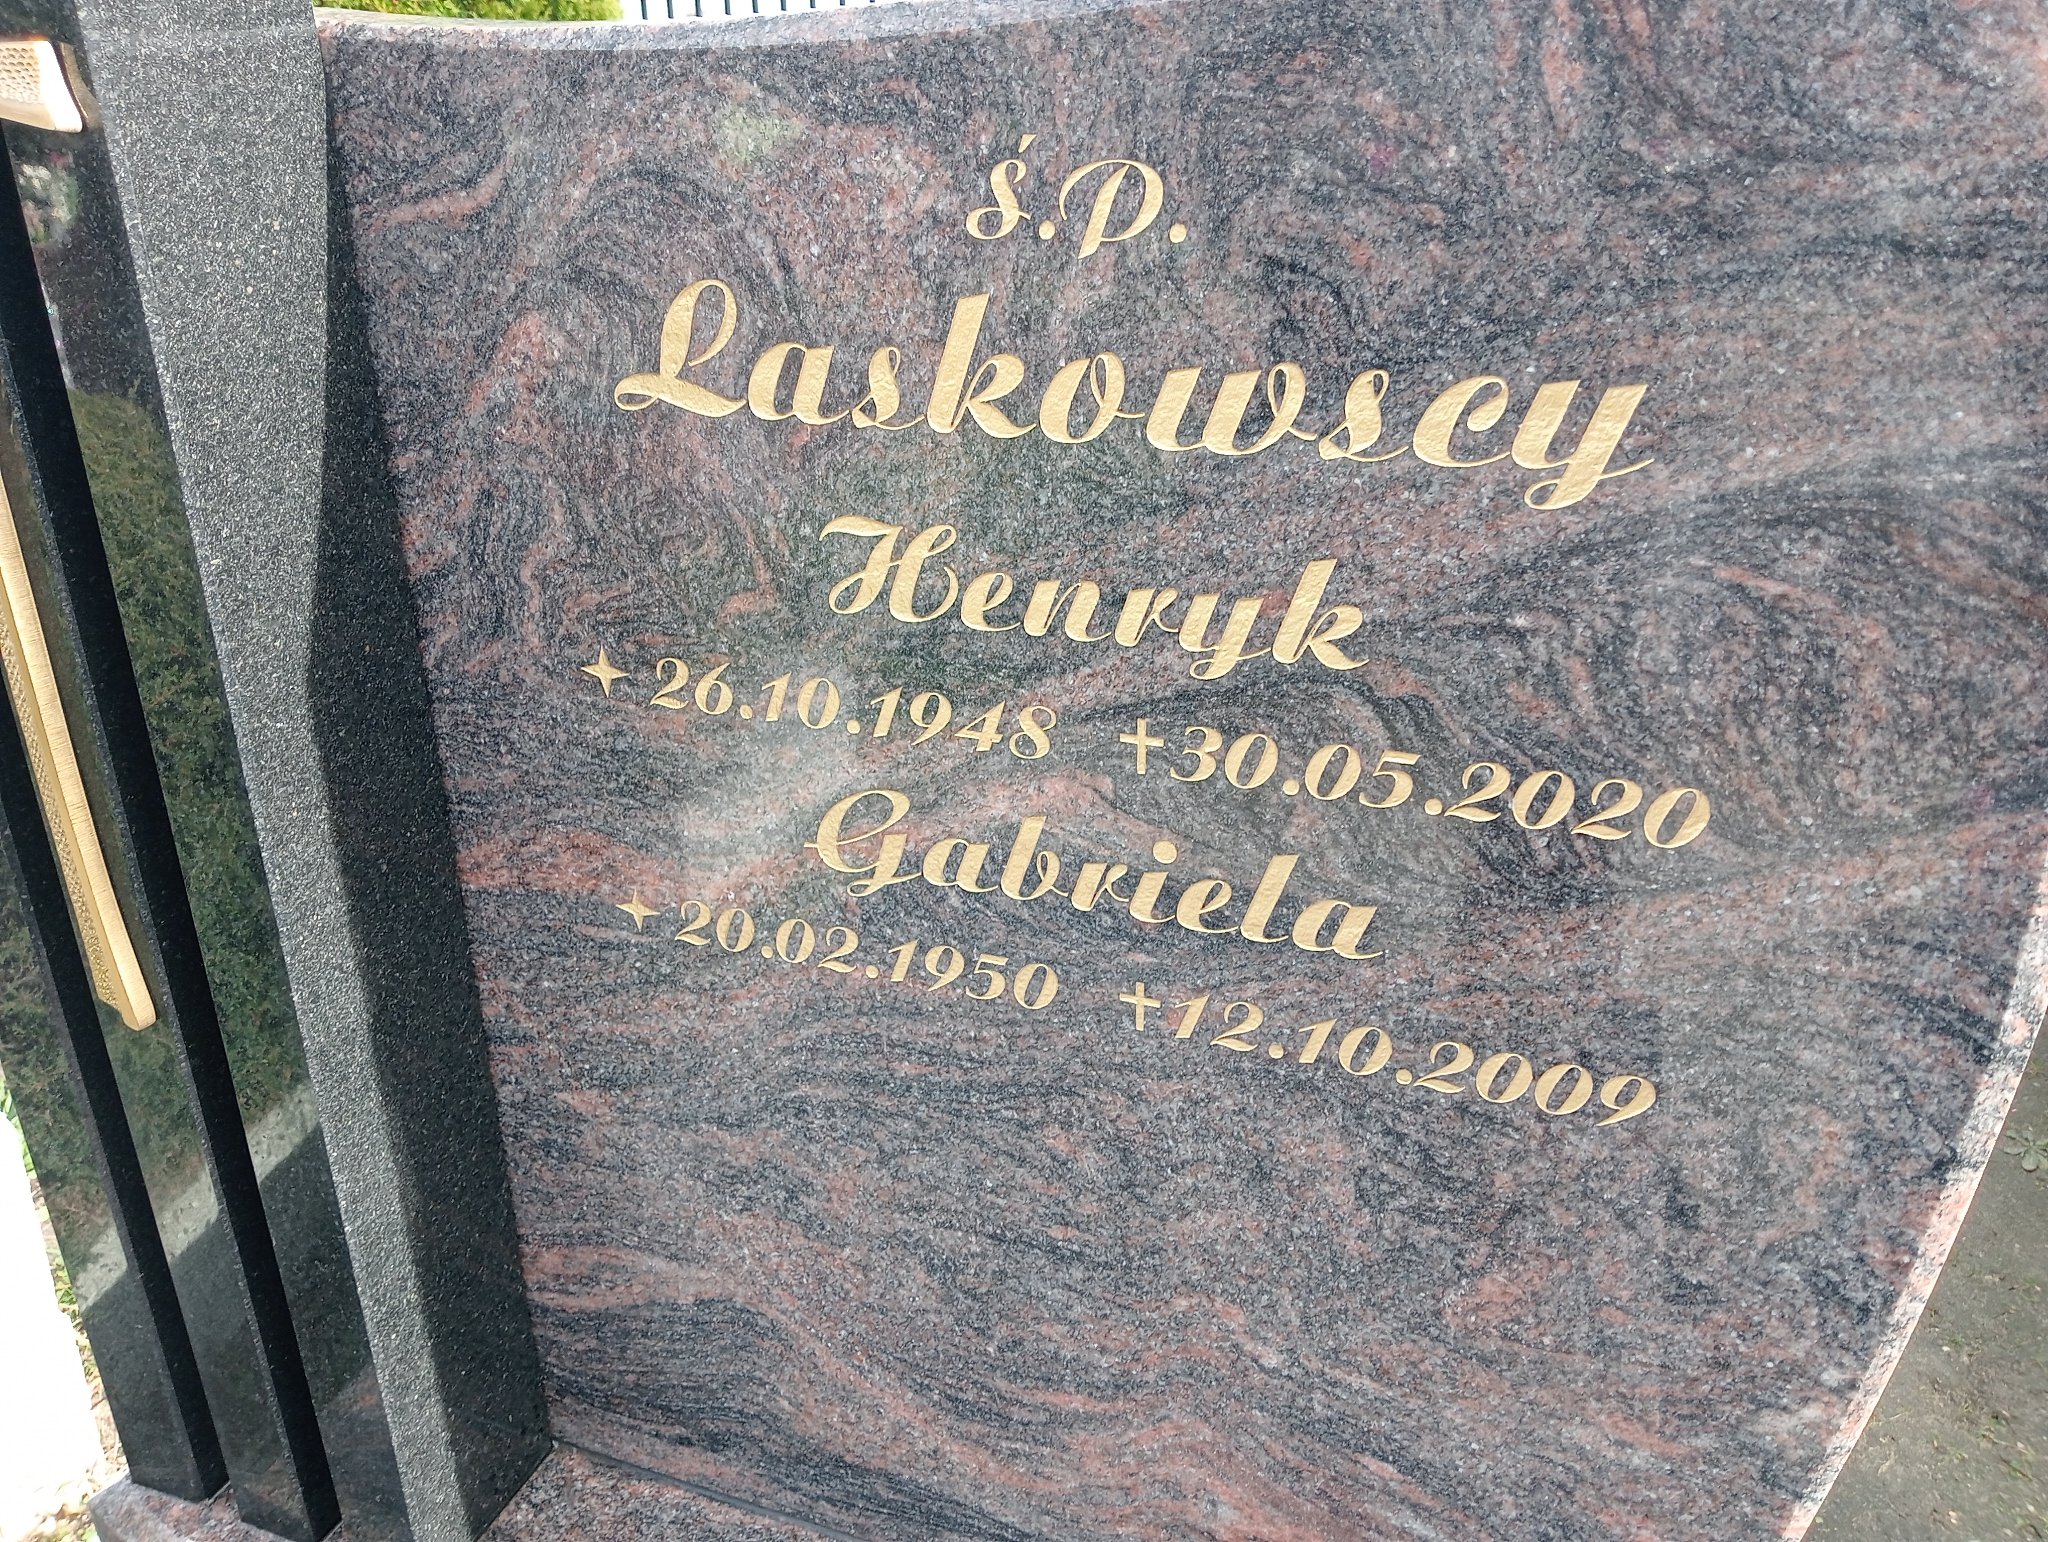 ś.P.
Laskowscy
Henryk
26.10.1948 +30.05.2020
Gabriela
20.02.1950 +12.10.2009